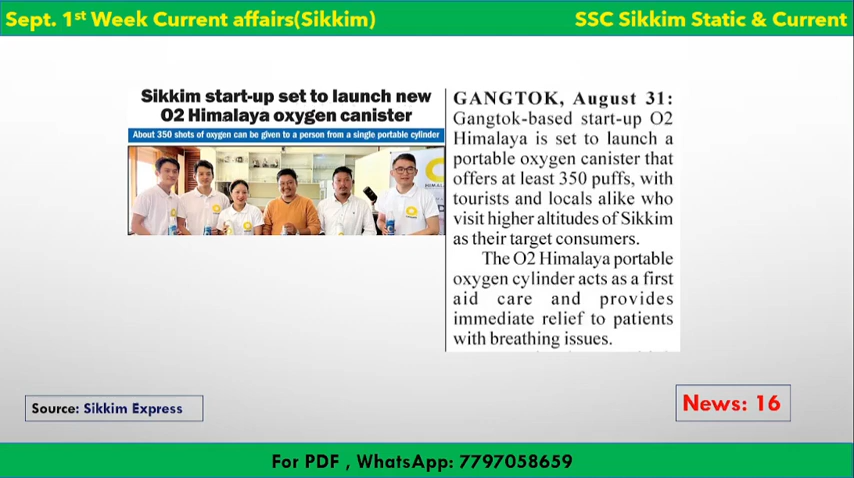 Sept. 1st Week Current affairs(Sikkim)
SSC Sikkim Static & Current
Sikkim start-up set to launch new
O2 Himalaya oxygen canister
About 350 shots of oxygen can be given to a person from a single portable cylinder
GANGTOK, August 31:
Gangtok-based start-up O2
Himalaya is set to launch a
portable oxygen canister that
offers at least 350 puffs, with
tourists and locals alike who
visit higher altitudes of Sikkim
as their target consumers.
The O2 Himalaya portable
oxygen cylinder acts as a first
aid care and provides
immediate relief to patients
with breathing issues.
Source: Sikkim Express
News: 16
For PDF , WhatsApp: 7797058659